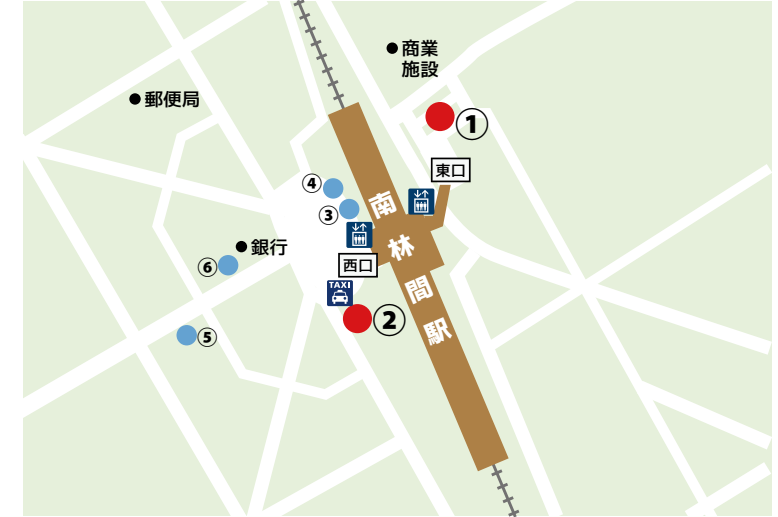 ●商業
施設
●郵便局
①
東口
④
③
南林間駅
●銀行
⑥
西口
TAXI
②
⑤